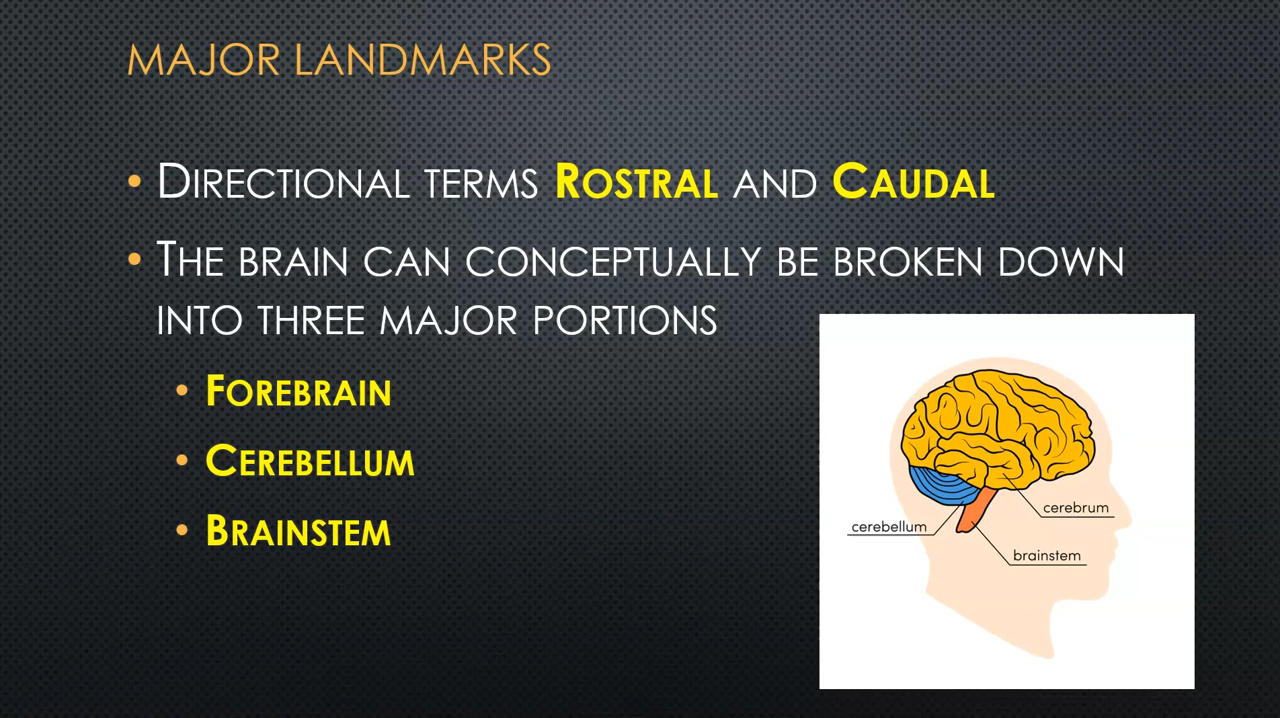 MAJOR LANDMARKS
• DIRECTIONAL TERMS ROSTRAL AND CAUDAL
• THE BRAIN CAN CONCEPTUALLY BE BROKEN DOWN
INTO THREE MAJOR PORTIONS
• FOREBRAIN
• CEREBELLUM
• BRAINSTEM
cerebrum
cerebellum
brainstem